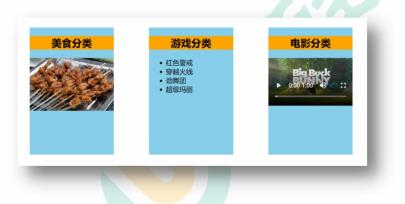 美食分类
游戏分类
红色警戒
穿越火线
劲舞团
超级玛丽
电影分类
Big Buck
BUNNY
0:00